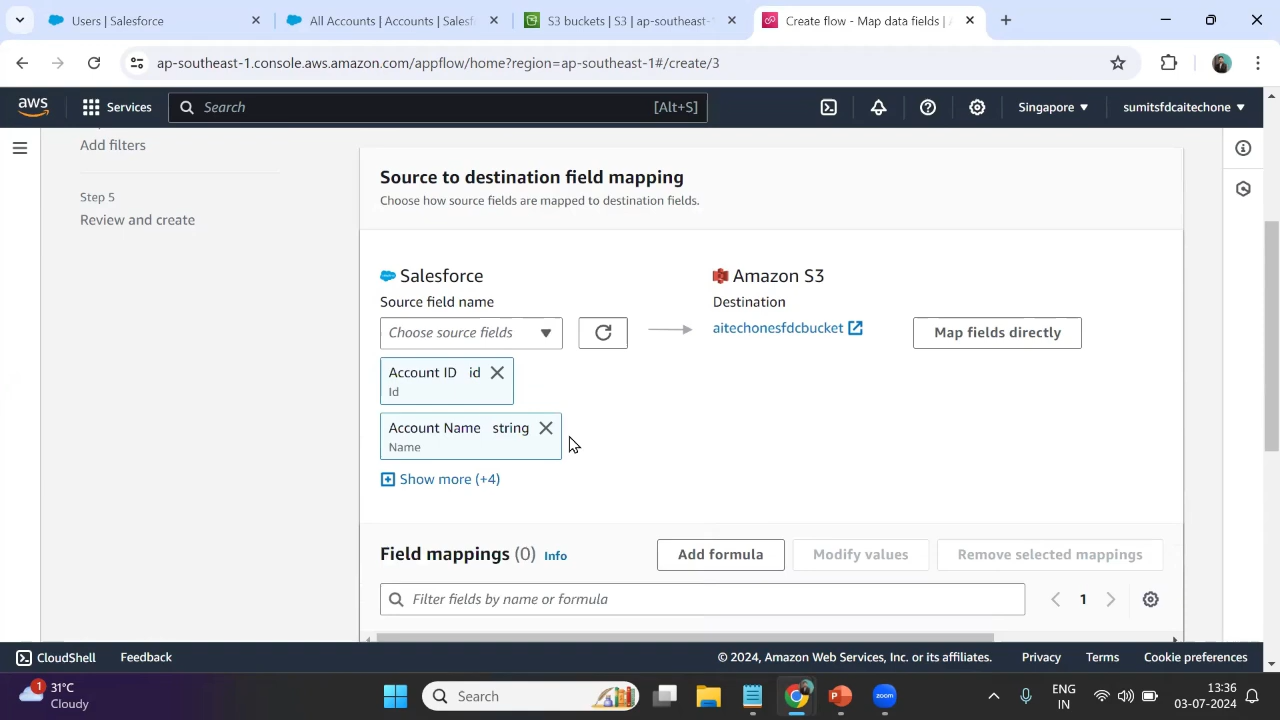 Users | Salesforce
All Accounts | Accounts | Salesf
S3 buckets | S3 | ap-southeast-1
Create flow - Map data fields | A
ap-southeast-1.console.aws.amazon.com/appflow/home?region=ap-southeast-1#/create/3
aws
Services
Search
[Alt+S]
Singapore
sumitsfdcaitechone
Add filters
Step 5
Review and create
Source to destination field mapping
Choose how source fields are mapped to destination fields.
Salesforce
Amazon S3
Source field name
Destination
Choose source fields
aitechonesfdcbucket
Map fields directly
Account ID id
Id
Account Name string
Name
Show more (+4)
Field mappings (0) Info
Add formula
Modify values
Remove selected mappings
Filter fields by name or formula
1
CloudShell
Feedback
© 2024, Amazon Web Services, Inc. or its affiliates.
Privacy
Terms
Cookie preferences
1
31°C
Cloudy
Search
zoom
ENG
IN
13:36
03-07-2024